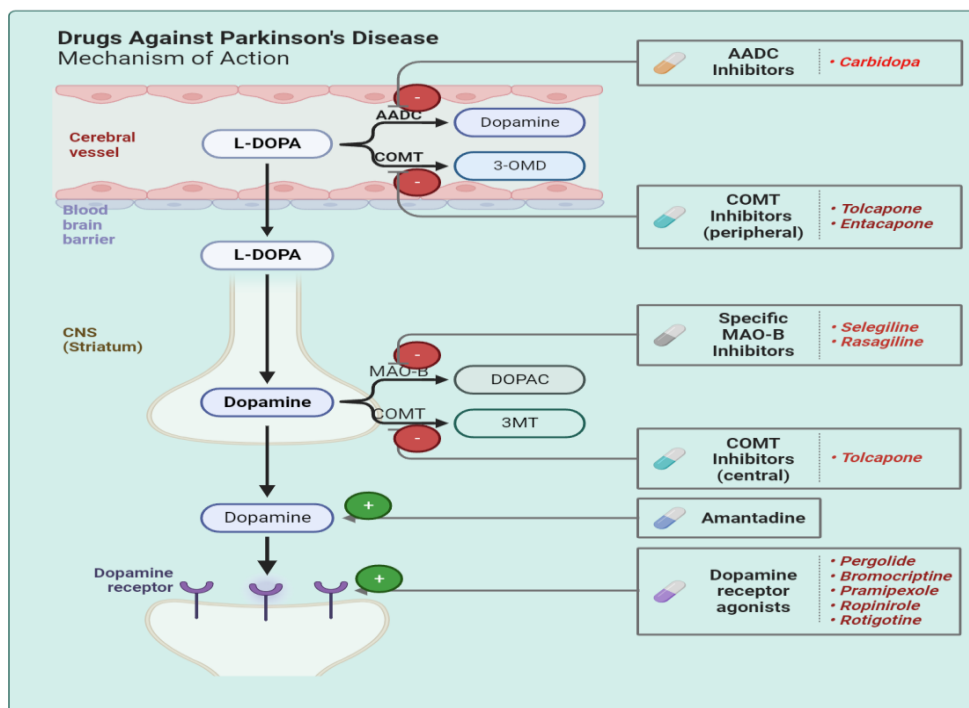 Drugs Against Parkinson's Disease
Mechanism of Action
AADC
Inhibitors
• Carbidopa
-
AADC
Dopamine
Cerebral
vessel
L-DOPA
COMT
3-OMD
-
Blood
brain
barrier
COMT
Inhibitors
(peripheral)
• Tolcapone
• Entacapone
L-DOPA
CNS
(Striatum)
Specific
MAO-B
Inhibitors
• Selegiline
• Rasagiline
-
MAO-B
DOPAC
Dopamine
COMT
3MT
-
COMT
Inhibitors
(central)
• Tolcapone
Dopamine
+
Amantadine
Dopamine
receptor
+
Dopamine
receptor
agonists
• Pergolide
• Bromocriptine
• Pramipexole
• Ropinirole
• Rotigotine